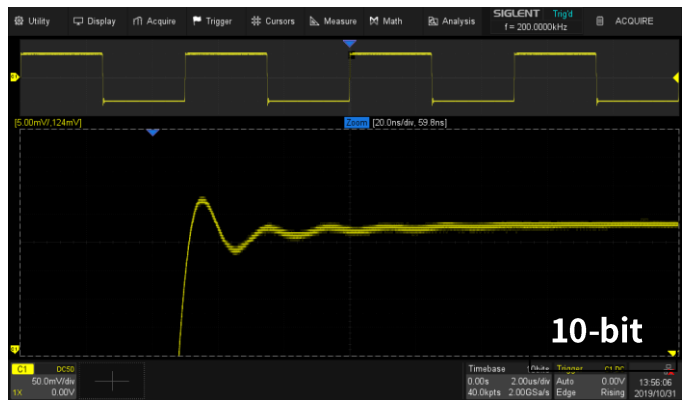 Utility Display Acquire Trigger Cursors Measure Math Analysis SIGLENT Trig'd ACQUIRE
f = 200.0000kHz
[5.00mV/,124mV] Zoom [20.0ns/div, 59.8ns]
10-bit
C1 DC50 Timebase 10bits Trigger C1 DC
50.0mV/div 0.00s 2.00us/div Auto 0.00V 13:56:06
1X 0.00V 40.0kpts 2.00GSa/s Edge Rising 2019/10/31